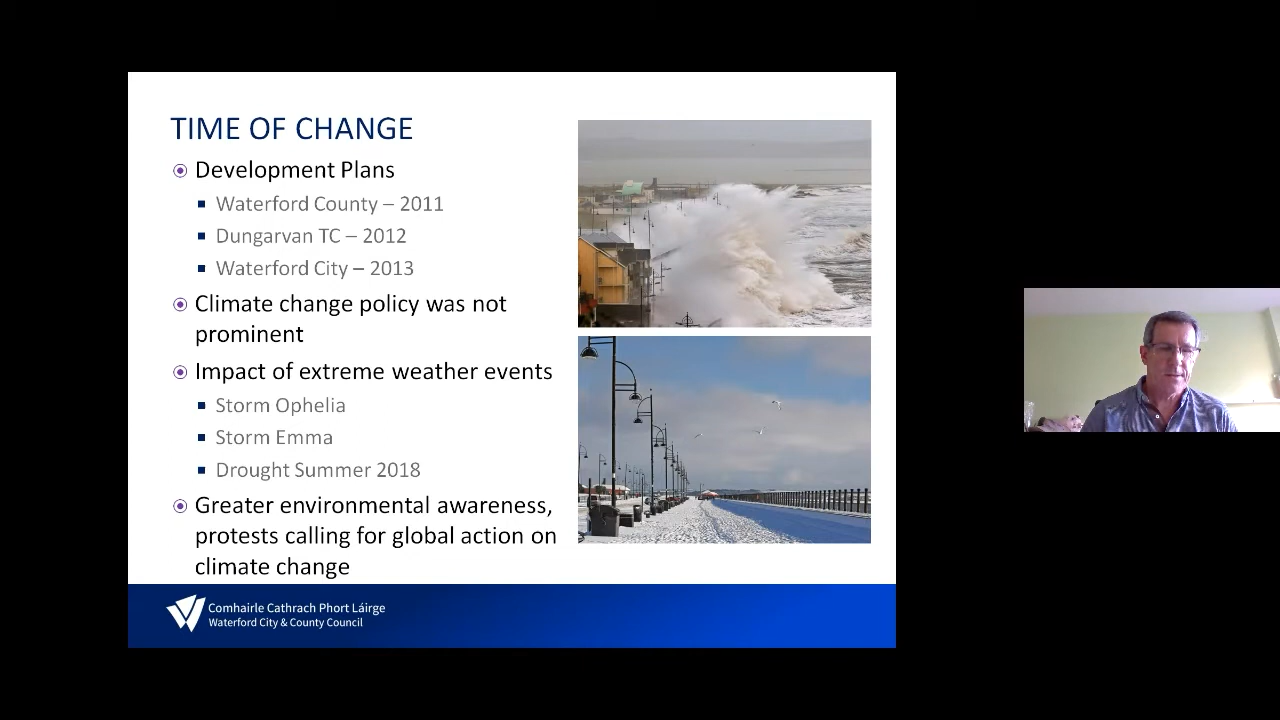 TIME OF CHANGE
Development Plans
Waterford County – 2011
Dungarvan TC – 2012
Waterford City – 2013
Climate change policy was not
prominent
Impact of extreme weather events
Storm Ophelia
Storm Emma
Drought Summer 2018
Greater environmental awareness,
protests calling for global action on
climate change
Comhairle Cathrach Phort Láirge
Waterford City & County Council